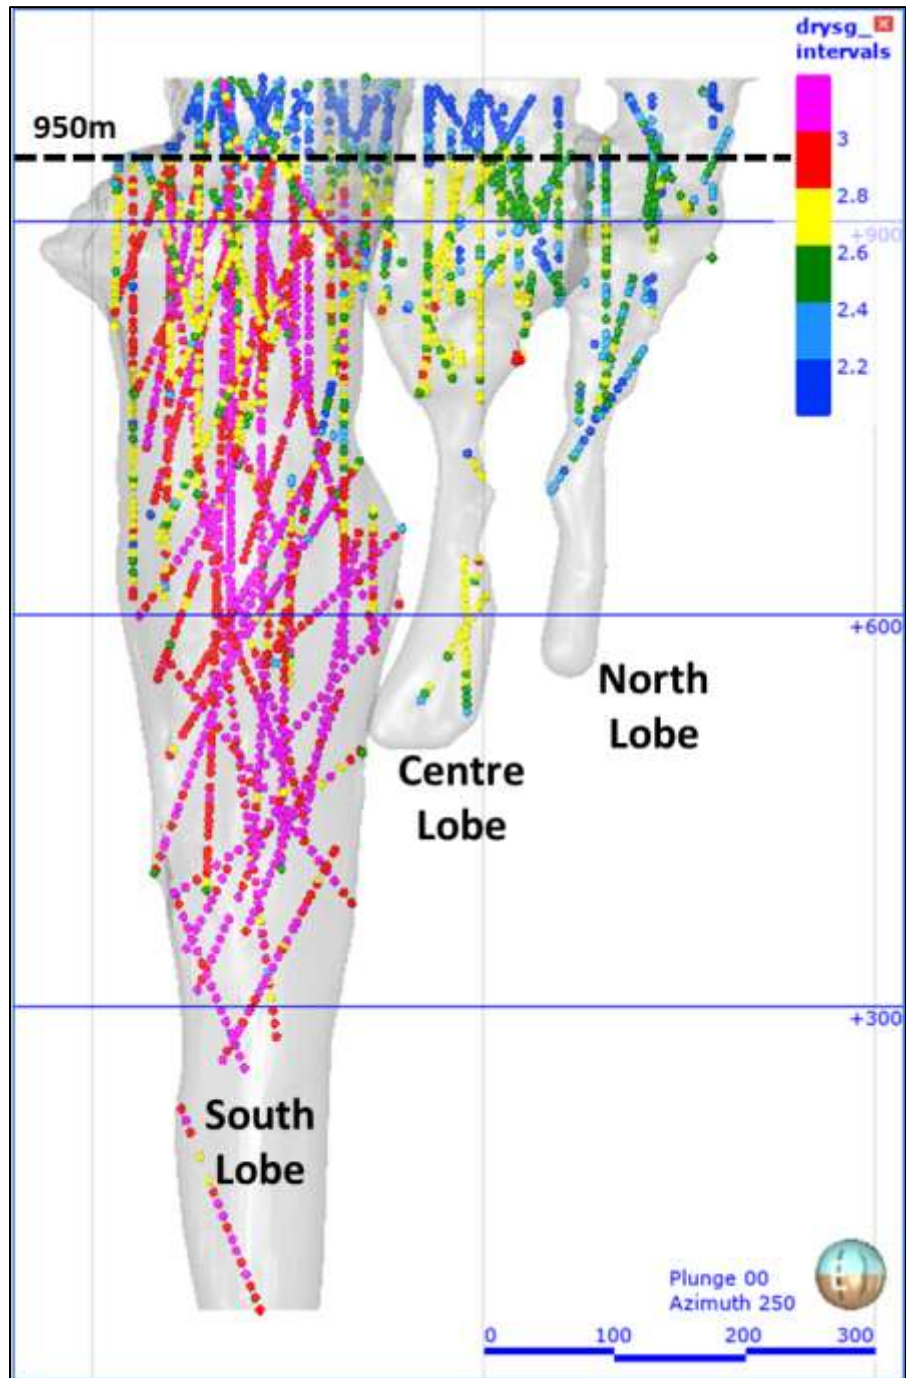 drysg_
intervals
950m
3
2.8
+900
2.6
2.4
2.2
+600
North
Lobe
Centre
Lobe
+300
South
Lobe
Plunge 00
Azimuth 250
0 100 200 300